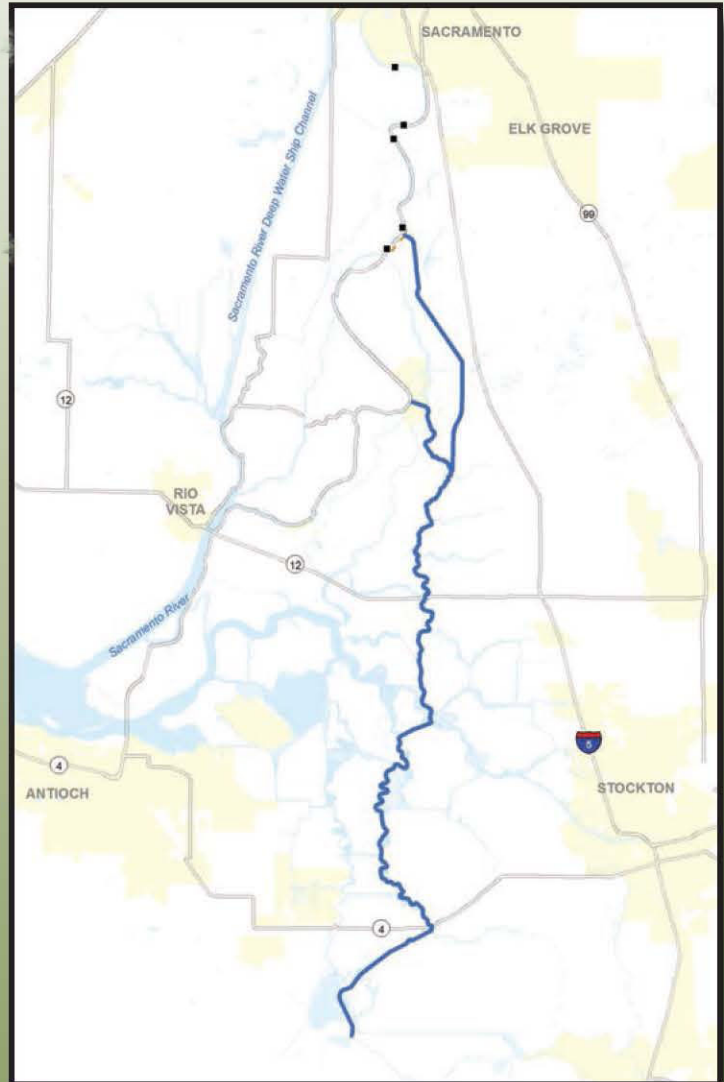 SACRAMENTO
ELK GROVE
Sacramento River Deep Water Ship Channel
99
12
RIO
VISTA
12
Sacramento River
5
4
ANTIOCH
STOCKTON
4